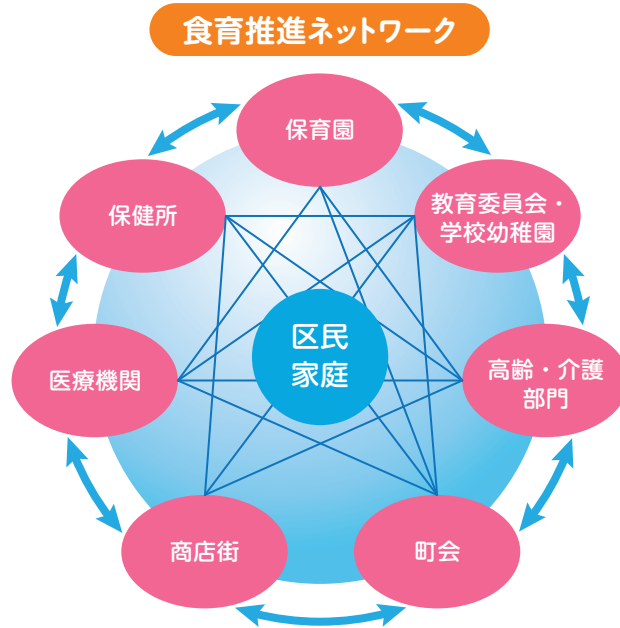 食育推進ネットワーク
保育園
保健所
教育委員会・
学校幼稚園
区民
家庭
医療機関
高齢・介護
部門
商店街
町会